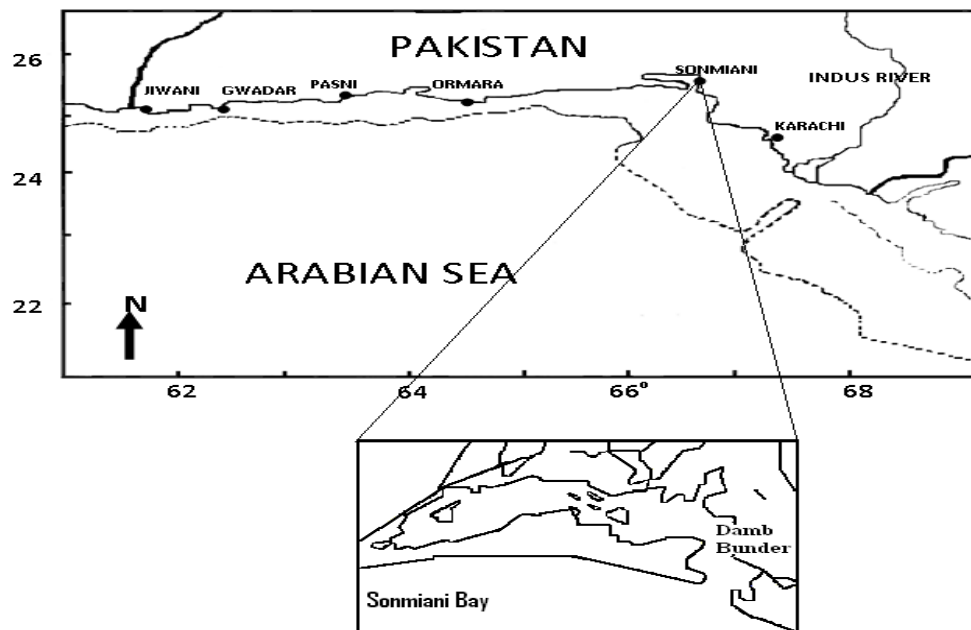 PAKISTAN
26
SONMIANI
INDUS RIVER
JIWANI
GWADAR
PASNI
ORMARA
KARACHI
24
ARABIAN SEA
22
N
62
64
66°
68
Damb
Bunder
Sonmiani Bay